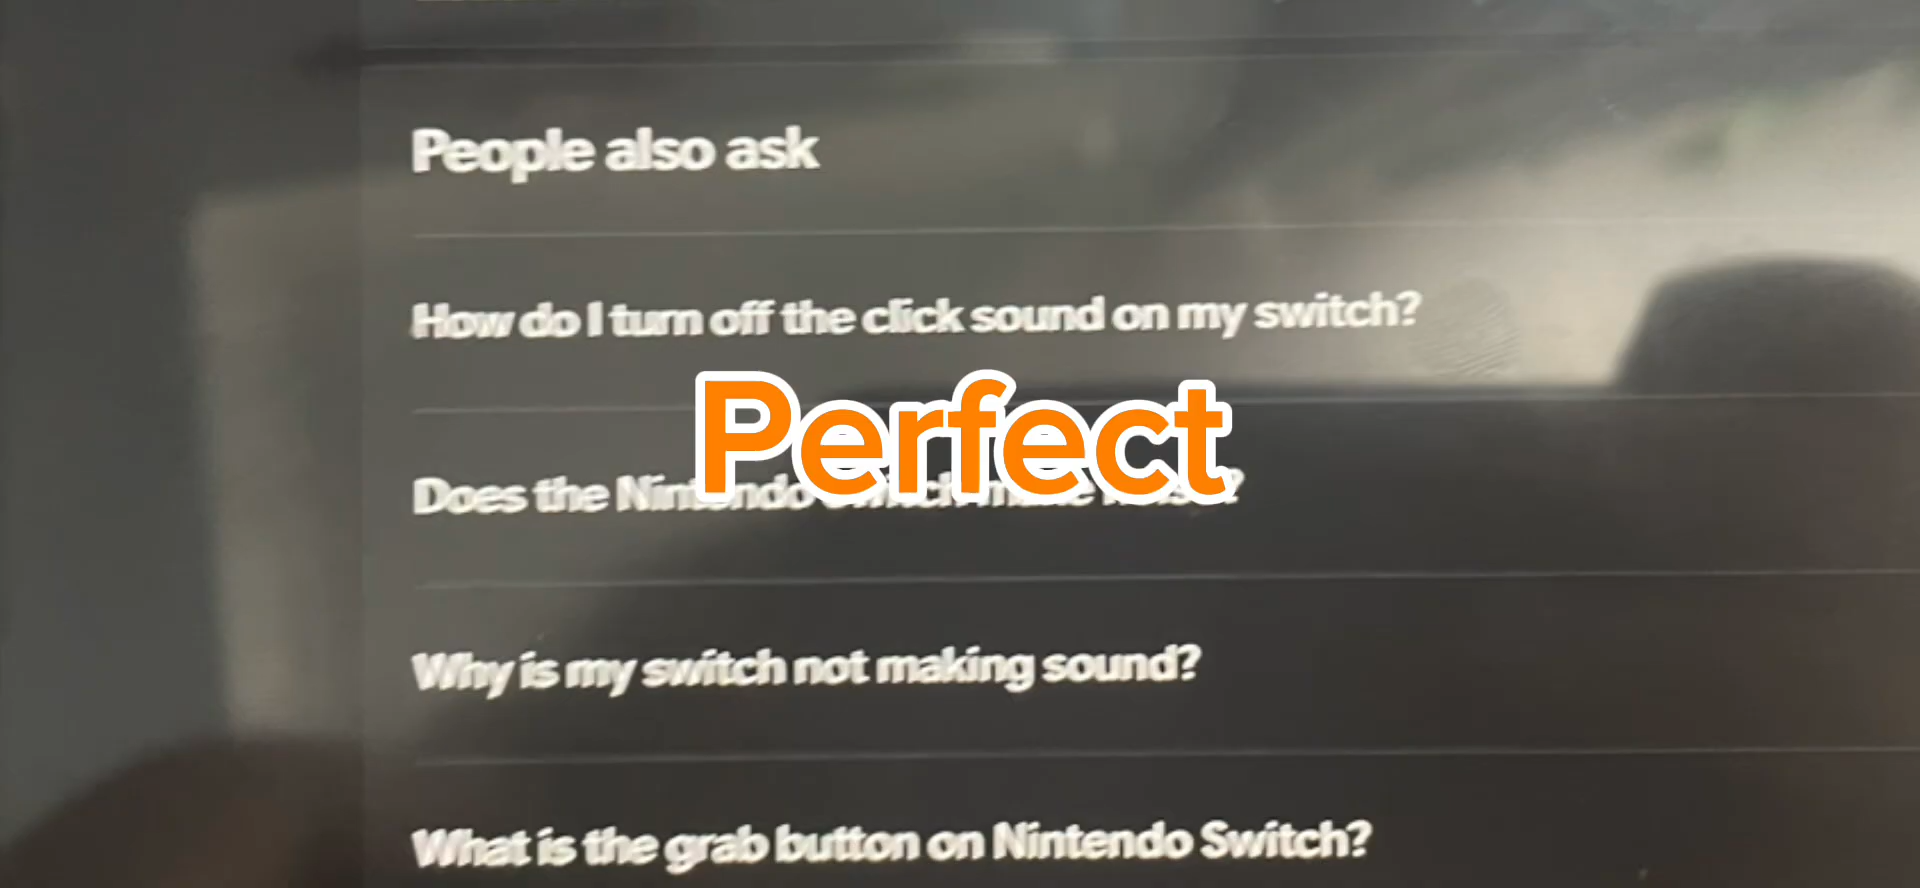 People also ask
How do I turn off the click sound on my switch?
Perfect
Does the Nintendo
Why is my switch not making sound?
What is the grab button on Nintendo Switch?